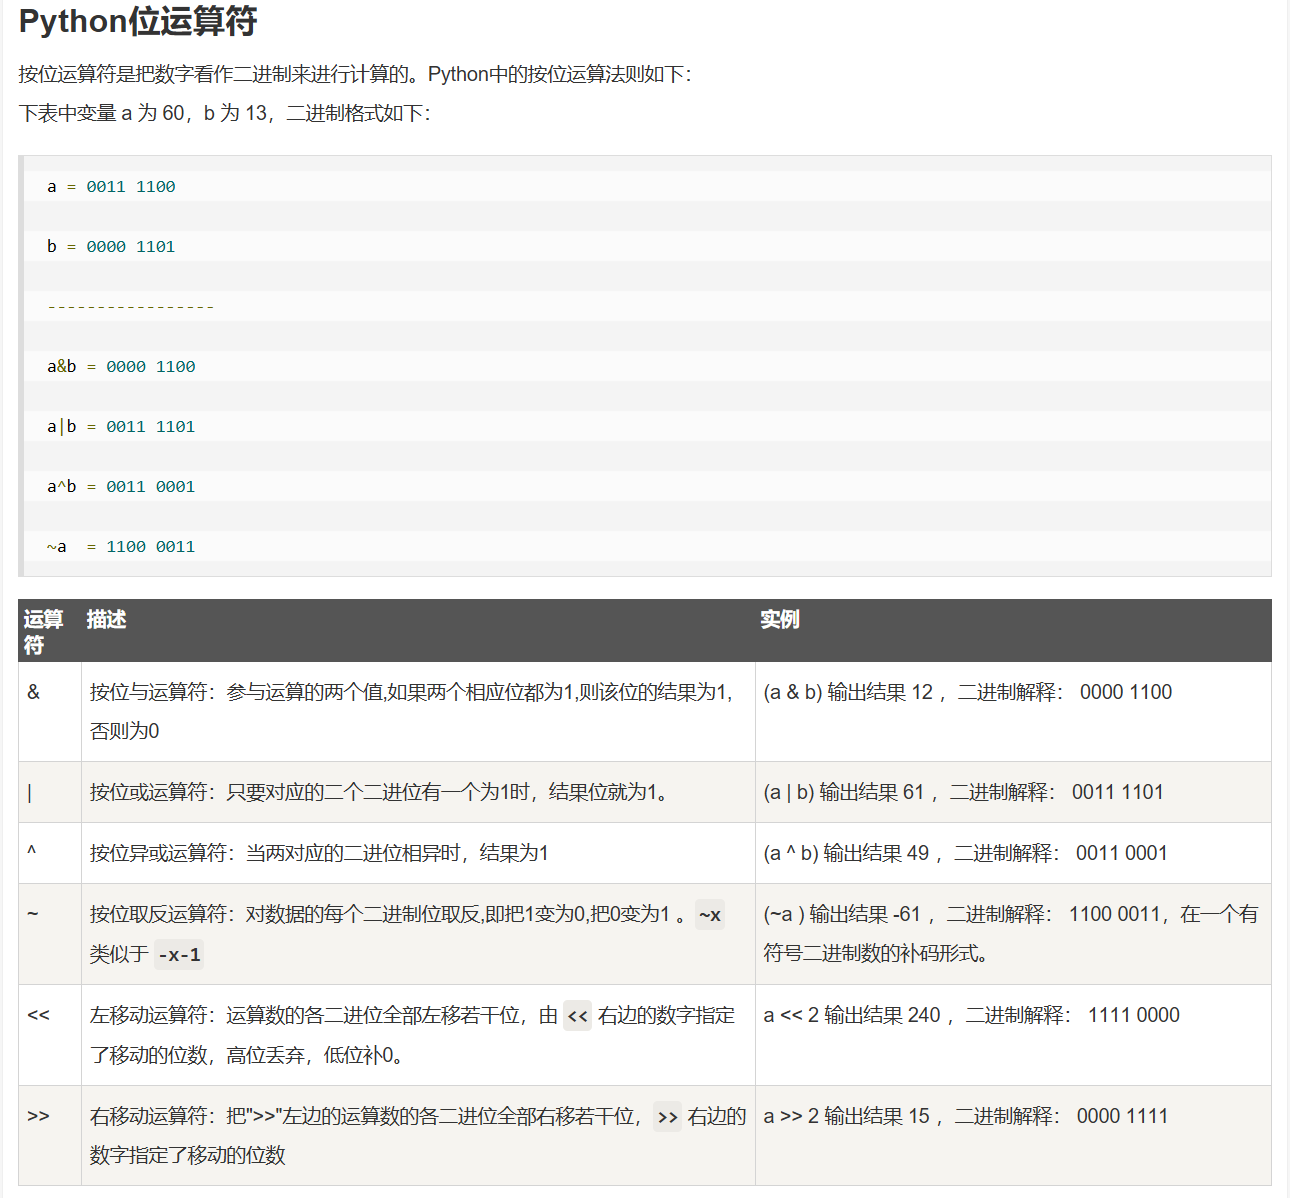 Python位运算符
按位运算符是把数字看作二进制来进行计算的。Python中的按位运算法则如下：
下表中变量 a 为 60，b 为 13，二进制格式如下：
a = 0011 1100
b = 0000 1101
-----------------
a&b = 0000 1100
a|b = 0011 1101
a^b = 0011 0001
~a  = 1100 0011
运算符 描述 实例
& 按位与运算符：参与运算的两个值,如果两个相应位都为1,则该位的结果为1, (a & b) 输出结果 12 ，二进制解释： 0000 1100
否则为0
| 按位或运算符：只要对应的二个二进位有一个为1时，结果位就为1。 (a | b) 输出结果 61 ，二进制解释： 0011 1101
^ 按位异或运算符：当两对应的二进位相异时，结果为1 (a ^ b) 输出结果 49 ，二进制解释： 0011 0001
~ 按位取反运算符：对数据的每个二进制位取反,即把1变为0,把0变为1 。~x (~a ) 输出结果 -61 ，二进制解释： 1100 0011，在一个有
类似于 -x-1 符号二进制数的补码形式。
<< 左移动运算符：运算数的各二进位全部左移若干位，由 << 右边的数字指定 a << 2 输出结果 240 ，二进制解释： 1111 0000
了移动的位数，高位丢弃，低位补0。
>> 右移动运算符：把">>"左边的运算数的各二进位全部右移若干位，>> 右边的 a >> 2 输出结果 15 ，二进制解释： 0000 1111
数字指定了移动的位数